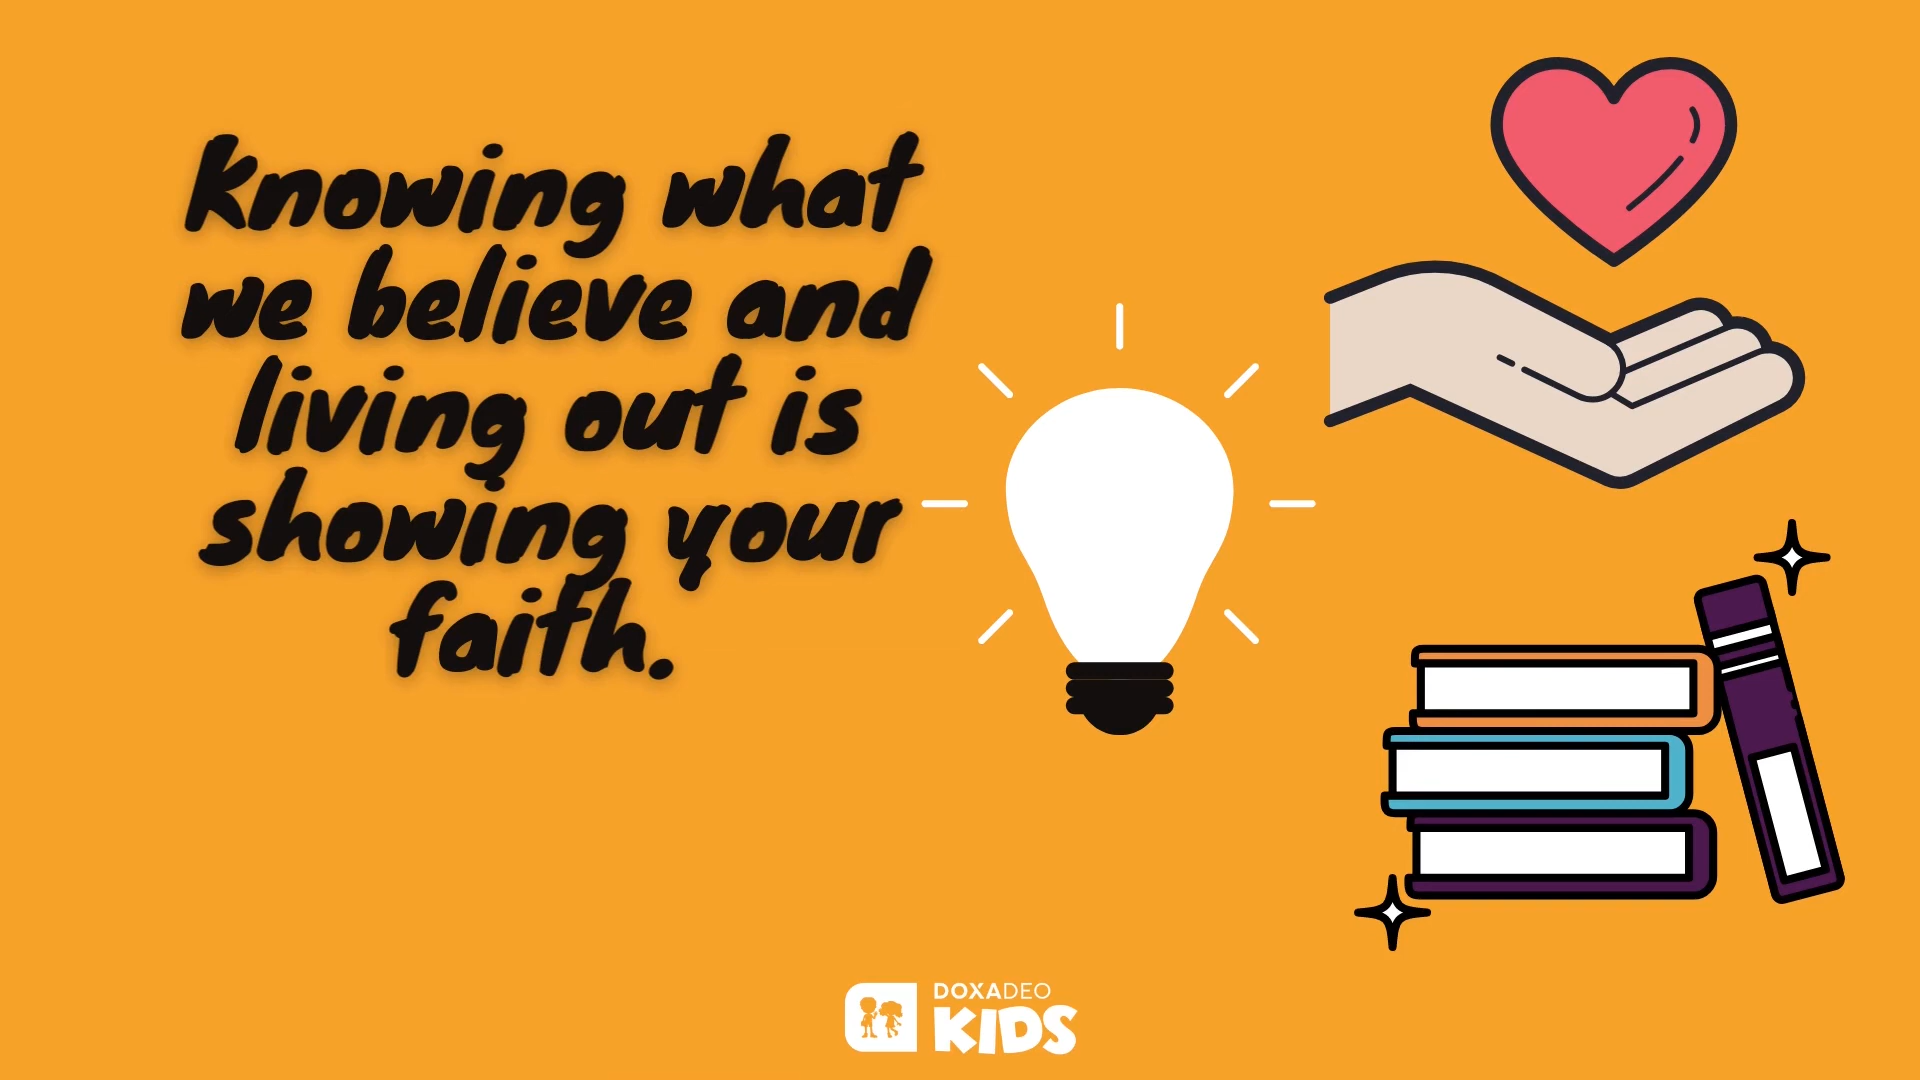 Knowing what
we believe and
living out is
showing your
faith.
DOXADEO
KIDS